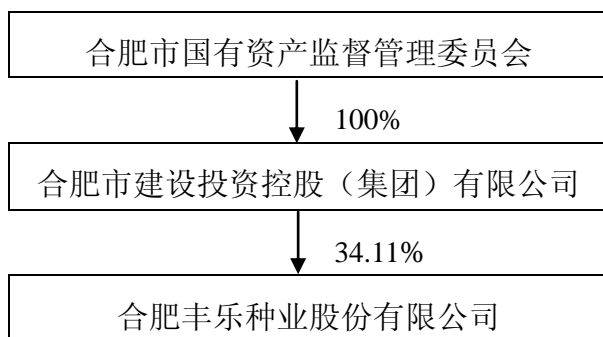 合肥市国有资产监督管理委员会
100%
合肥市建设投资控股（集团）有限公司
34.11%
合肥丰乐种业股份有限公司